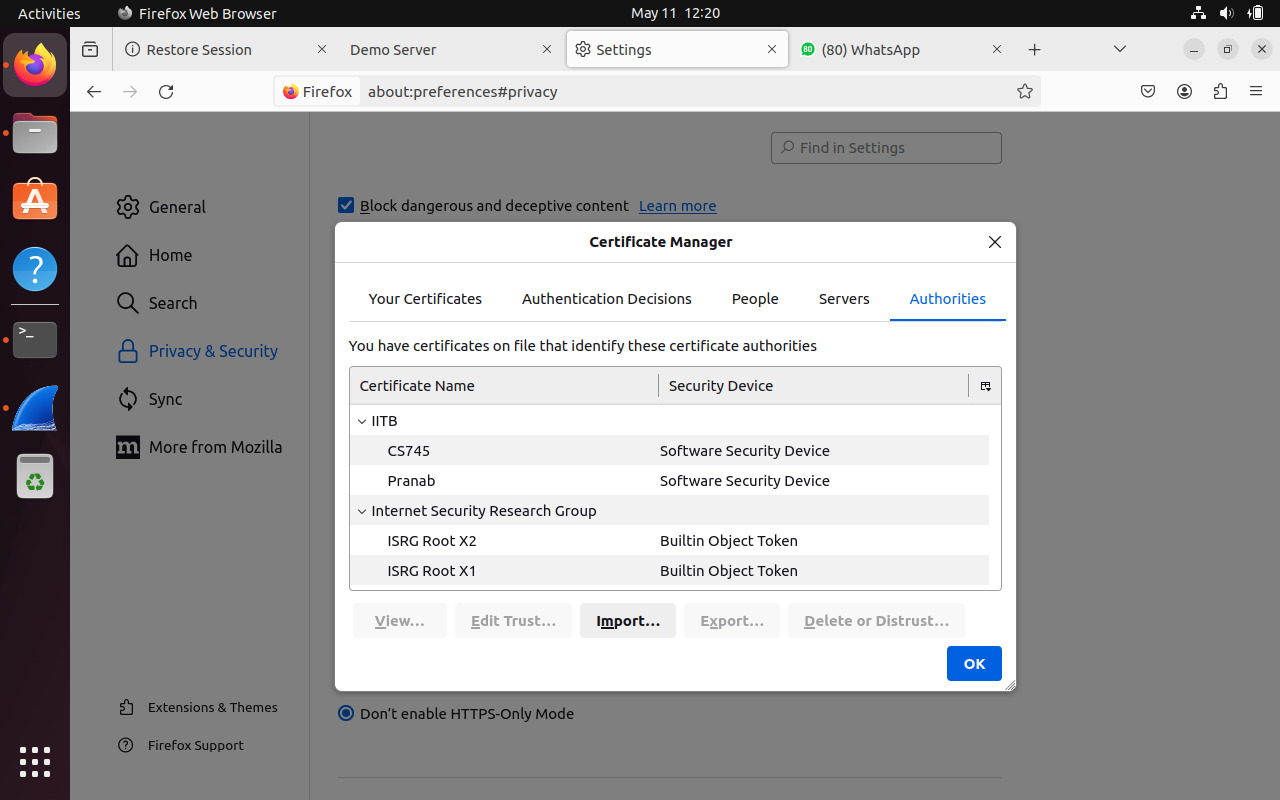 Activities Firefox Web Browser May 11 12:20
Restore Session Demo Server Settings 80 (80) WhatsApp
Firefox about:preferences#privacy
Find in Settings
General
Home
Search
Privacy & Security
Sync
m More from Mozilla
Extensions & Themes
Firefox Support
Block dangerous and deceptive content Learn more
Certificate Manager
Your Certificates Authentication Decisions People Servers Authorities
You have certificates on file that identify these certificate authorities
Certificate Name Security Device
IITB
CS745 Software Security Device
Pranab Software Security Device
Internet Security Research Group
ISRG Root X2 Builtin Object Token
ISRG Root X1 Builtin Object Token
View… Edit Trust… Import… Export… Delete or Distrust…
OK
Don’t enable HTTPS-Only Mode